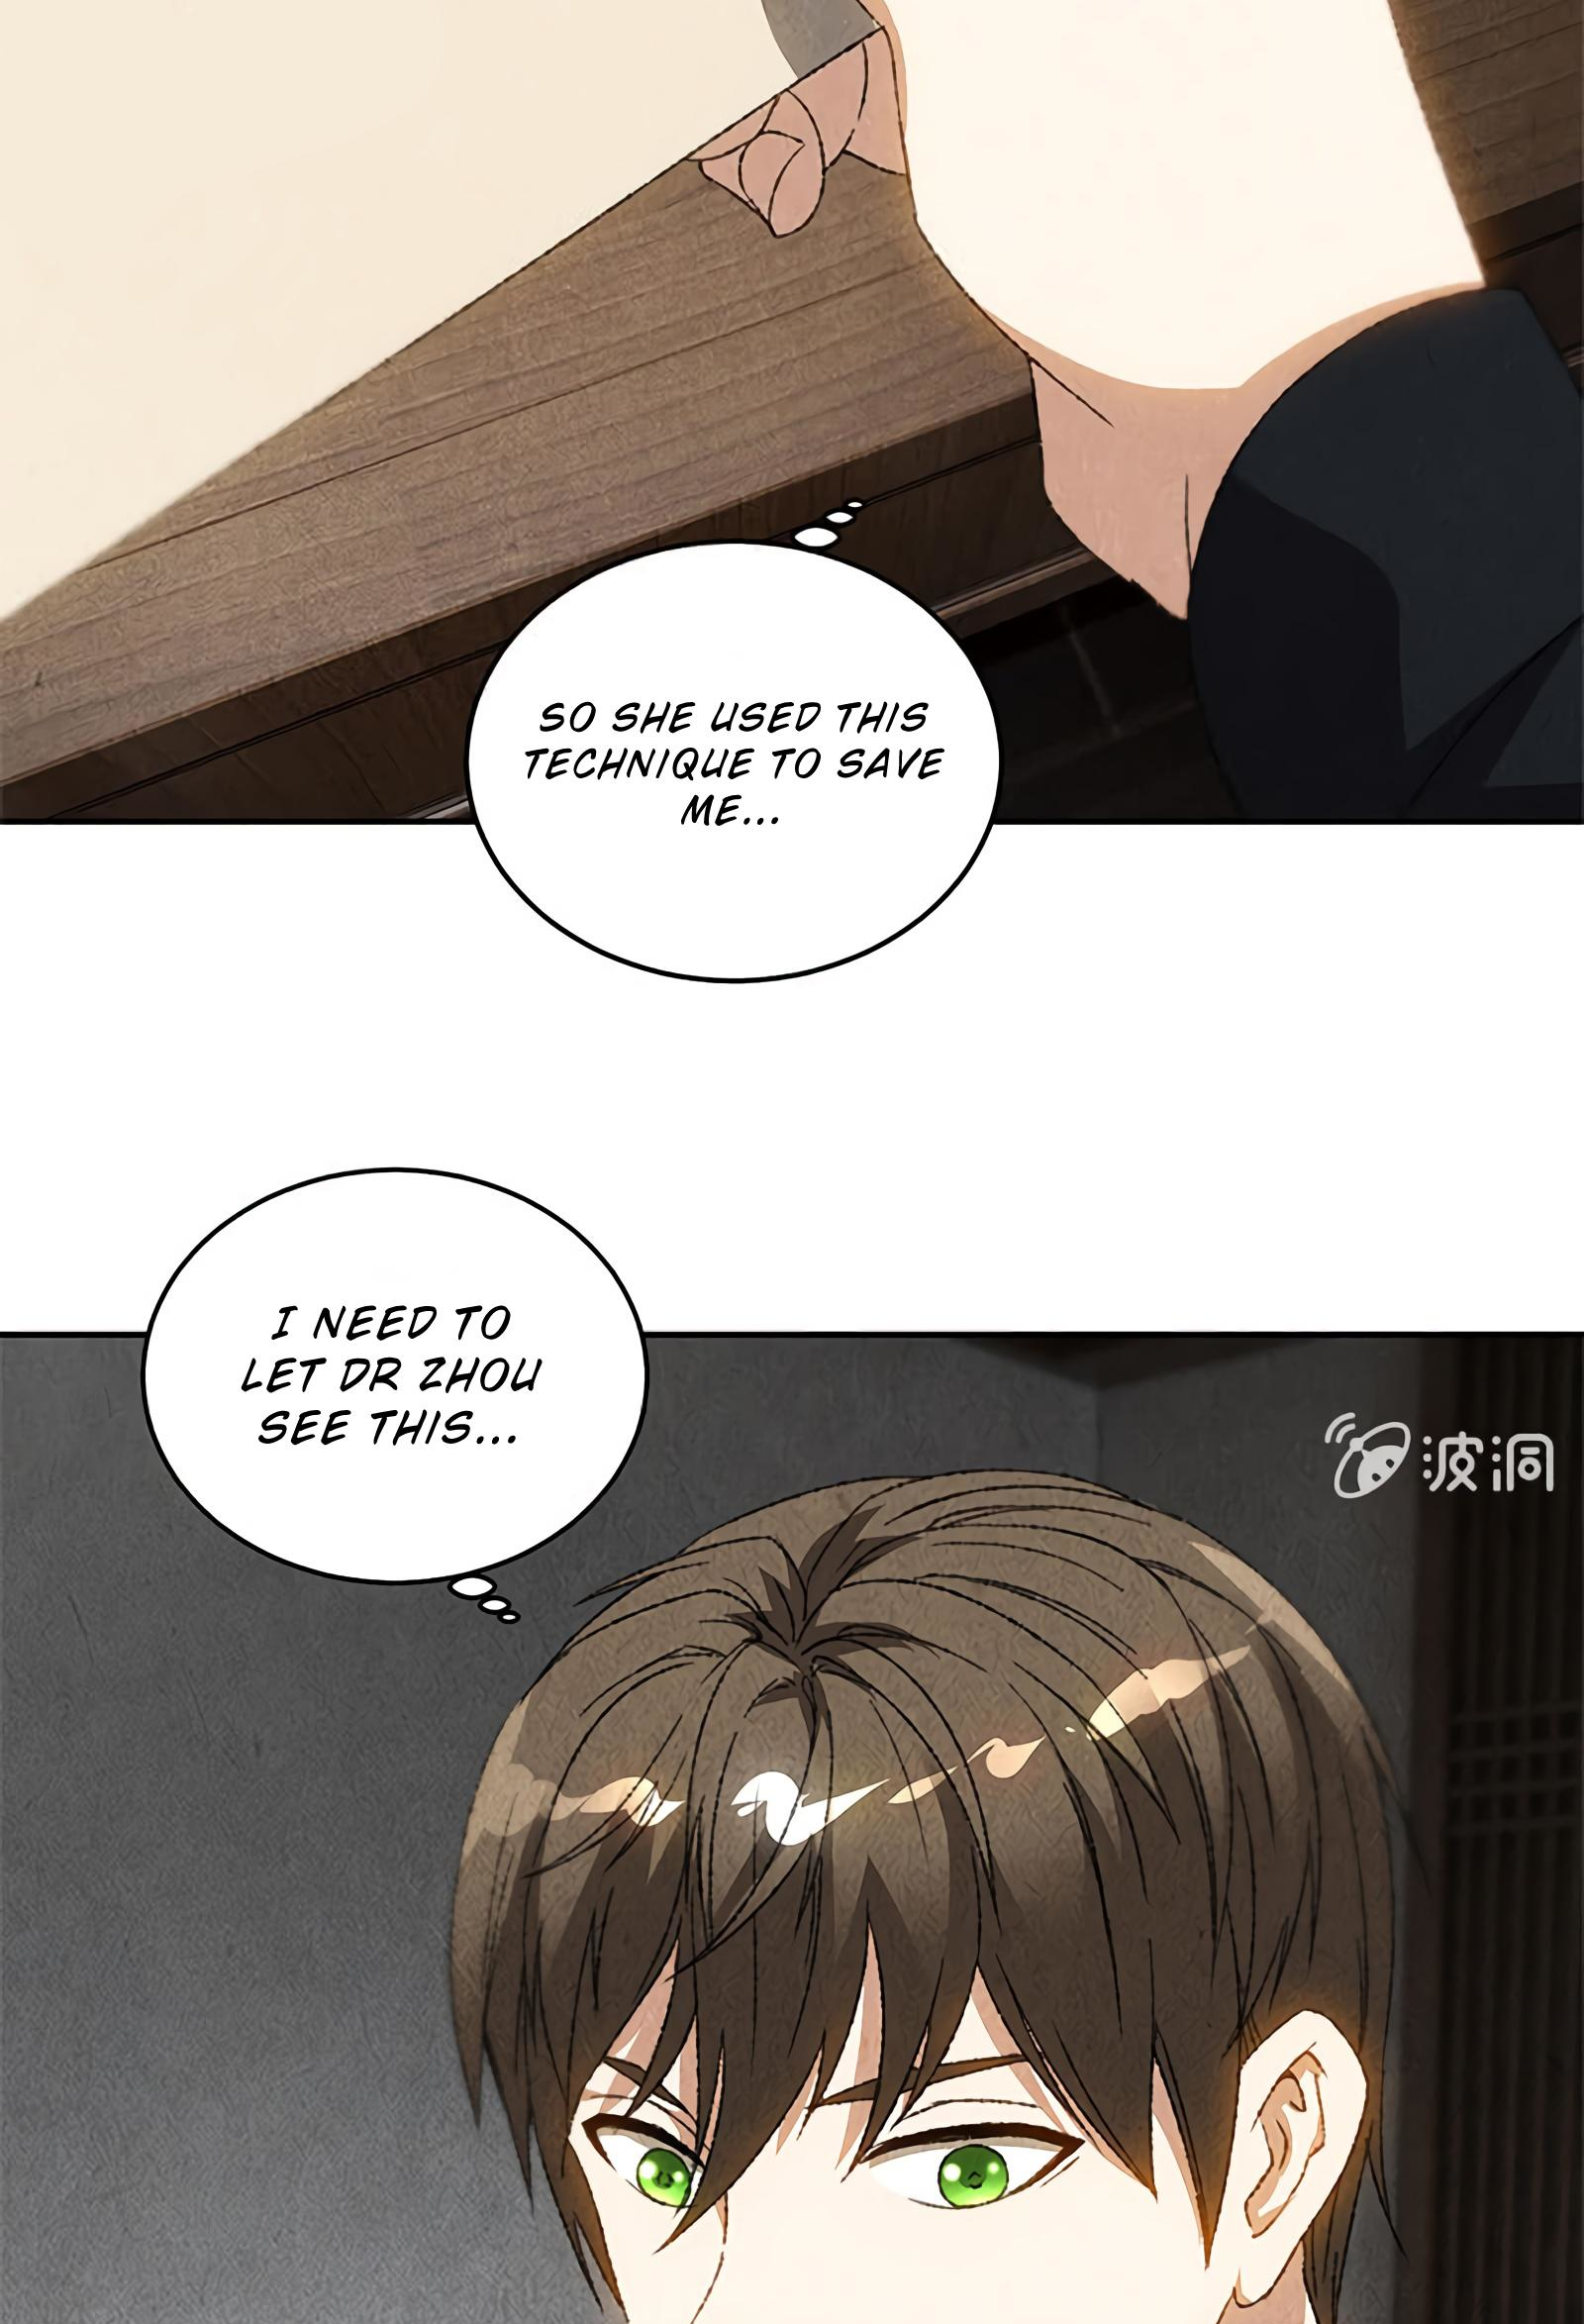 SO SHE USED THIS
TECHNIQUE TO SAVE
ME...
I NEED TO
LET DR ZHOU
SEE THIS...
波洞